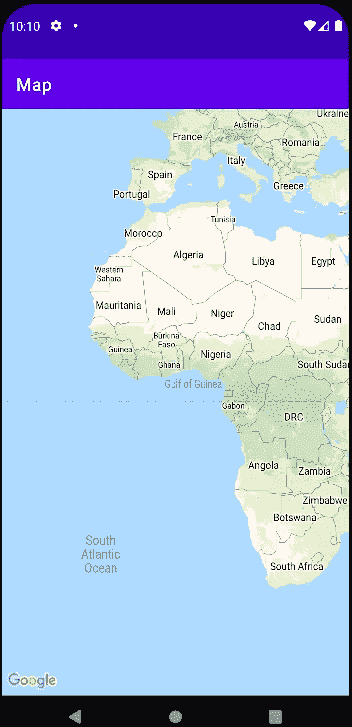 10:10
Map
Ukraine
Austria
France
Romania
Italy
Spain
Portugal
Greece
Tunisia
Morocco
Algeria
Libya
Egypt
Western
Sahara
Mauritania
Mali
Niger
Chad
Sudan
Burkina
Faso
Guinea
Ghana
Nigeria
South Sudan
Gulf of Guinea
Gabon
DRC
Angola
Zambia
Zimbabwe
Botswana
South
Atlantic
Ocean
South Africa
Google